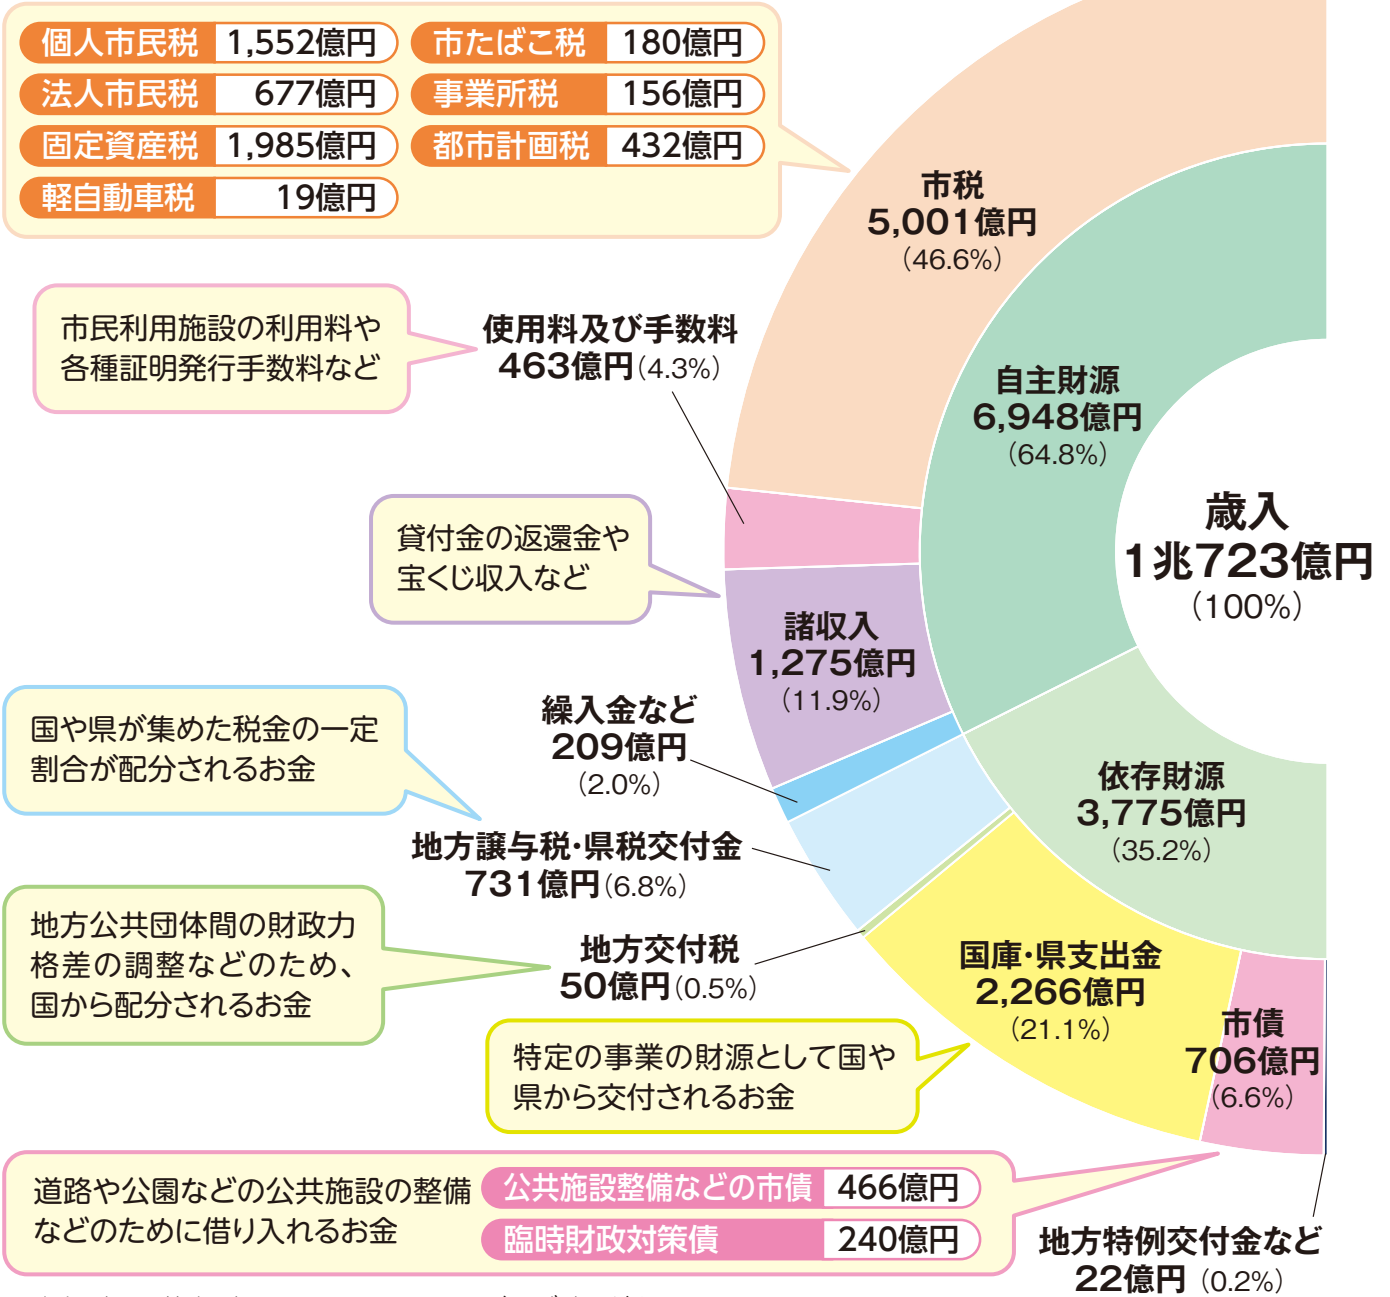 個人市民税 1,552億円
市たばこ税 180億円
法人市民税 677億円
事業所税 156億円
固定資産税 1,985億円
都市計画税 432億円
軽自動車税 19億円
市税
5,001億円
(46.6%)
市民利用施設の利用料や
各種証明発行手数料など
使用料及び手数料
463億円(4.3%)
自主財源
6,948億円
(64.8%)
歳入
1兆723億円
(100%)
貸付金の返還金や
宝くじ収入など
諸収入
1,275億円
(11.9%)
繰入金など
209億円
(2.0%)
国や県が集めた税金の一定
割合が配分されるお金
地方譲与税・県税交付金
731億円(6.8%)
依存財源
3,775億円
(35.2%)
地方公共団体間の財政力
格差の調整などのため、
国から配分されるお金
地方交付税
50億円(0.5%)
国庫・県支出金
2,266億円
(21.1%)
特定の事業の財源として国や
県から交付されるお金
市債
706億円
(6.6%)
道路や公園などの公共施設の整備
などのために借り入れるお金
公共施設整備などの市債 466億円
臨時財政対策債 240億円
地方特例交付金など
22億円 (0.2%)